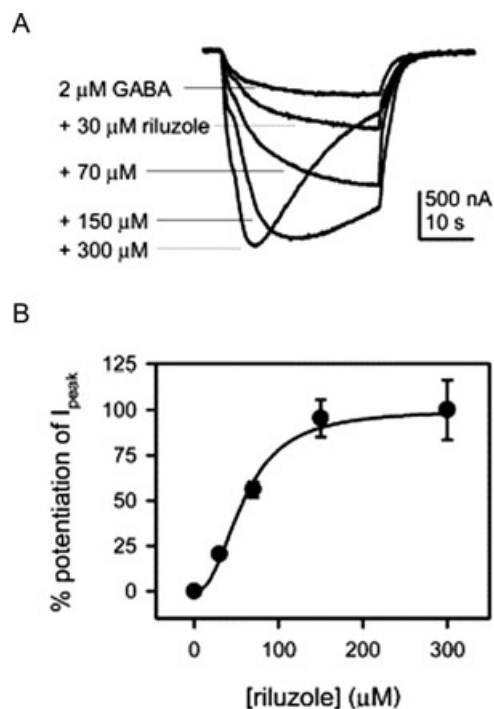 A
2 μM GABA
+ 30 μM riluzole
+ 70 μM
+ 150 μM
+ 300 μM
500 nA
10 s
B
% potentiation of I_peak
125
100
75
50
25
0
0 100 200 300
[riluzole] (μM)